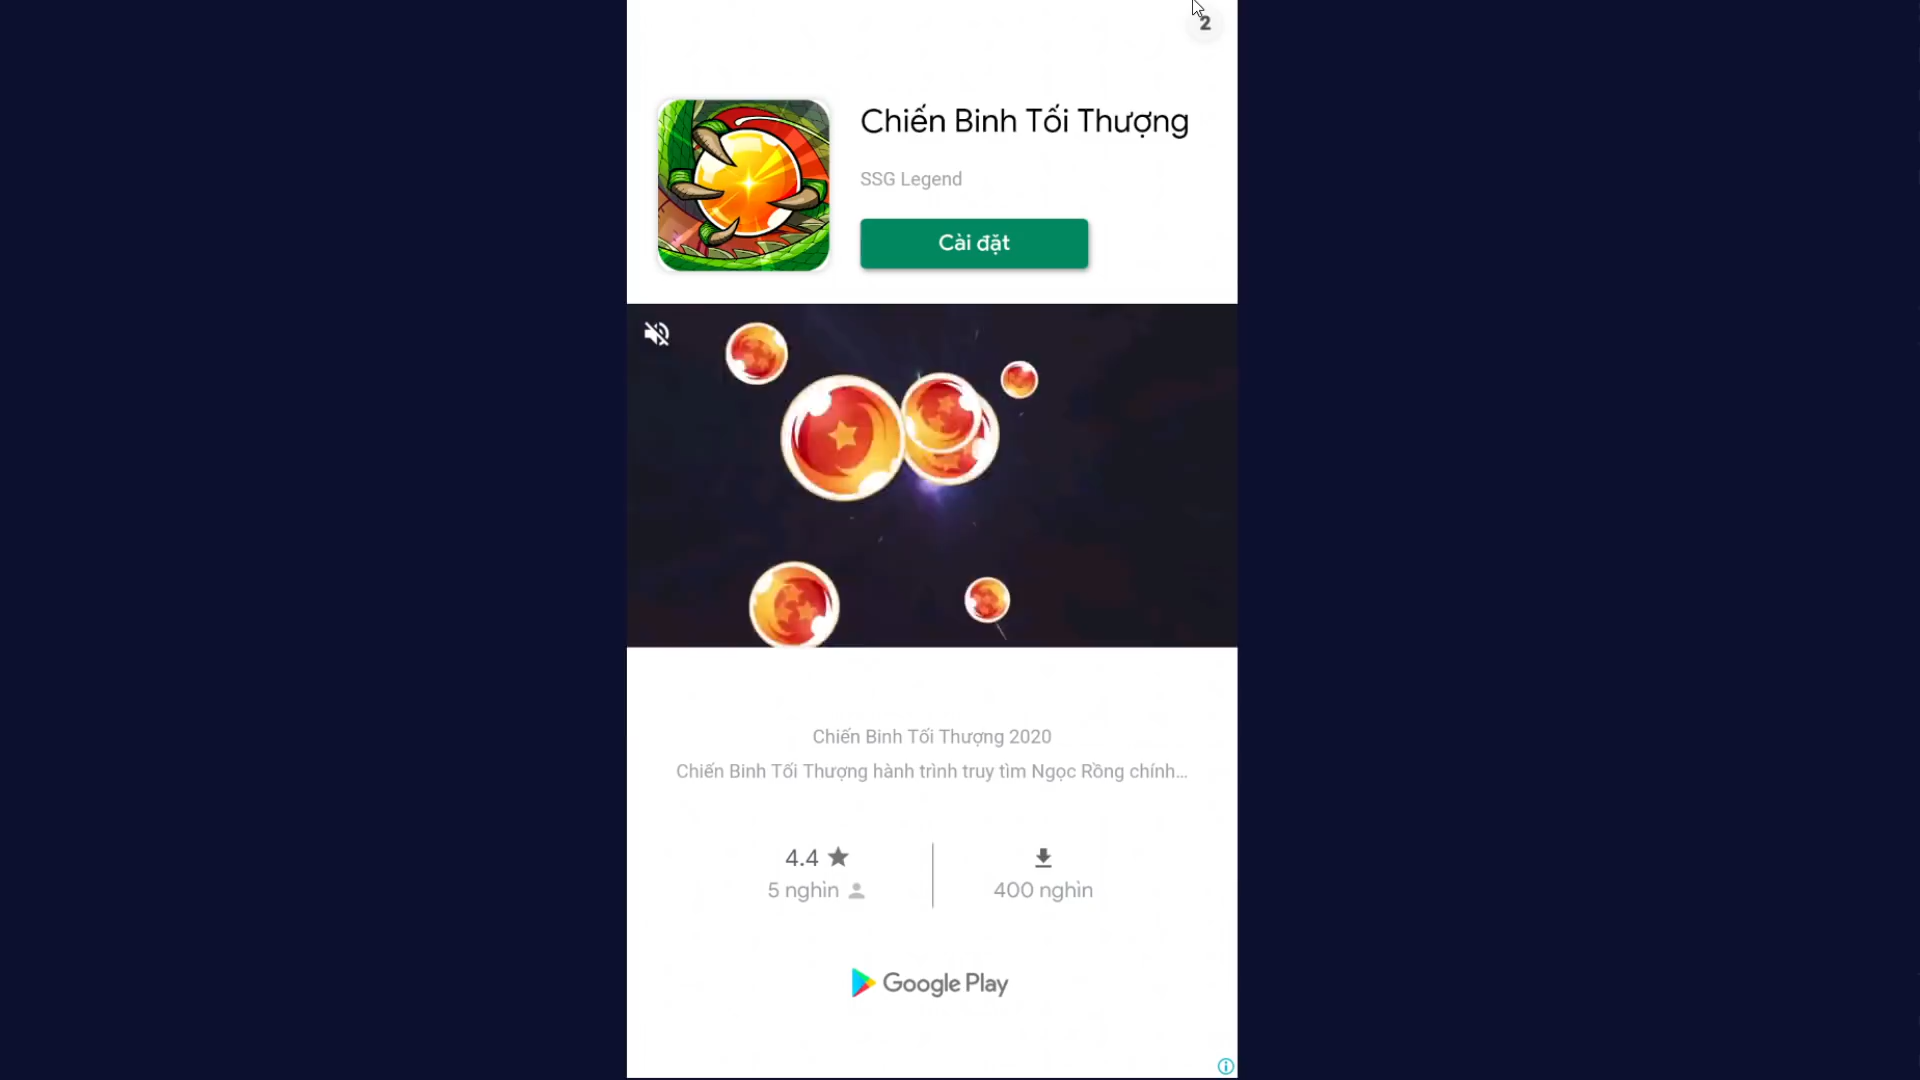 2
Chiến Binh Tối Thượng
SSG Legend
Cài đặt
Chiến Binh Tối Thượng 2020
Chiến Binh Tối Thượng hành trình truy tìm Ngọc Rồng chính...
4.4
5 nghìn
400 nghìn
Google Play